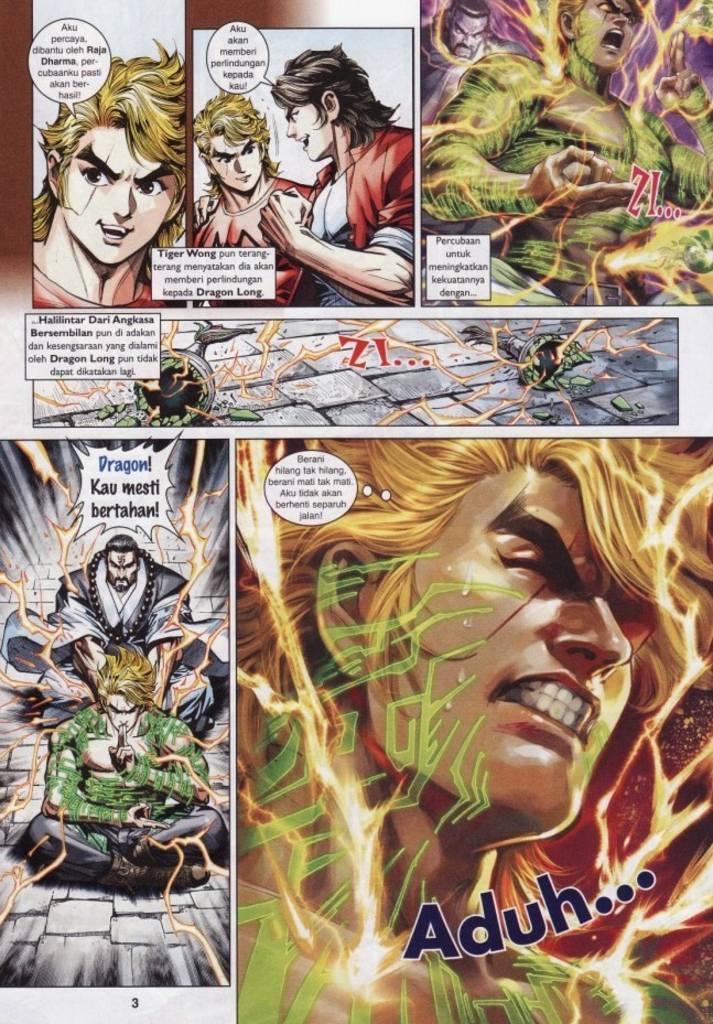 Aku
percaya,
dibantu oleh Raja
Dharma, per-
cubaanku pasti
akan ber-
hasil!
Aku
akan
memberi
perlindungan
kepada
kau!
Tiger Wong pun terang-
terang menyatakan dia akan
memberi perlindungan
kepada Dragon Long.
ZI...
Percubaan
untuk
meningkatkan
kekuatannya
dengan...
...Halilintar Dari Angkasa
Bersembilan pun di adakan
dan kesengsaraan yang dialami
oleh Dragon Long pun tidak
dapat dikatakan lagi.
ZI...
Dragon!
Kau mesti
bertahan!
Berani
hilang tak hilang,
berani mati tak mati.
Aku tidak akan
berhenti separuh
jalan!
Aduh...
3